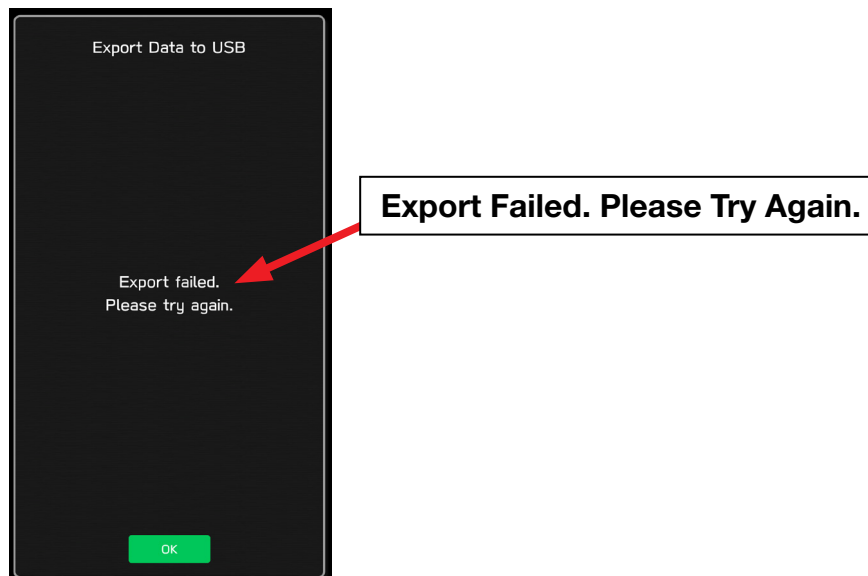 Export Data to USB
Export Failed. Please Try Again.
Export failed.
Please try again.
OK